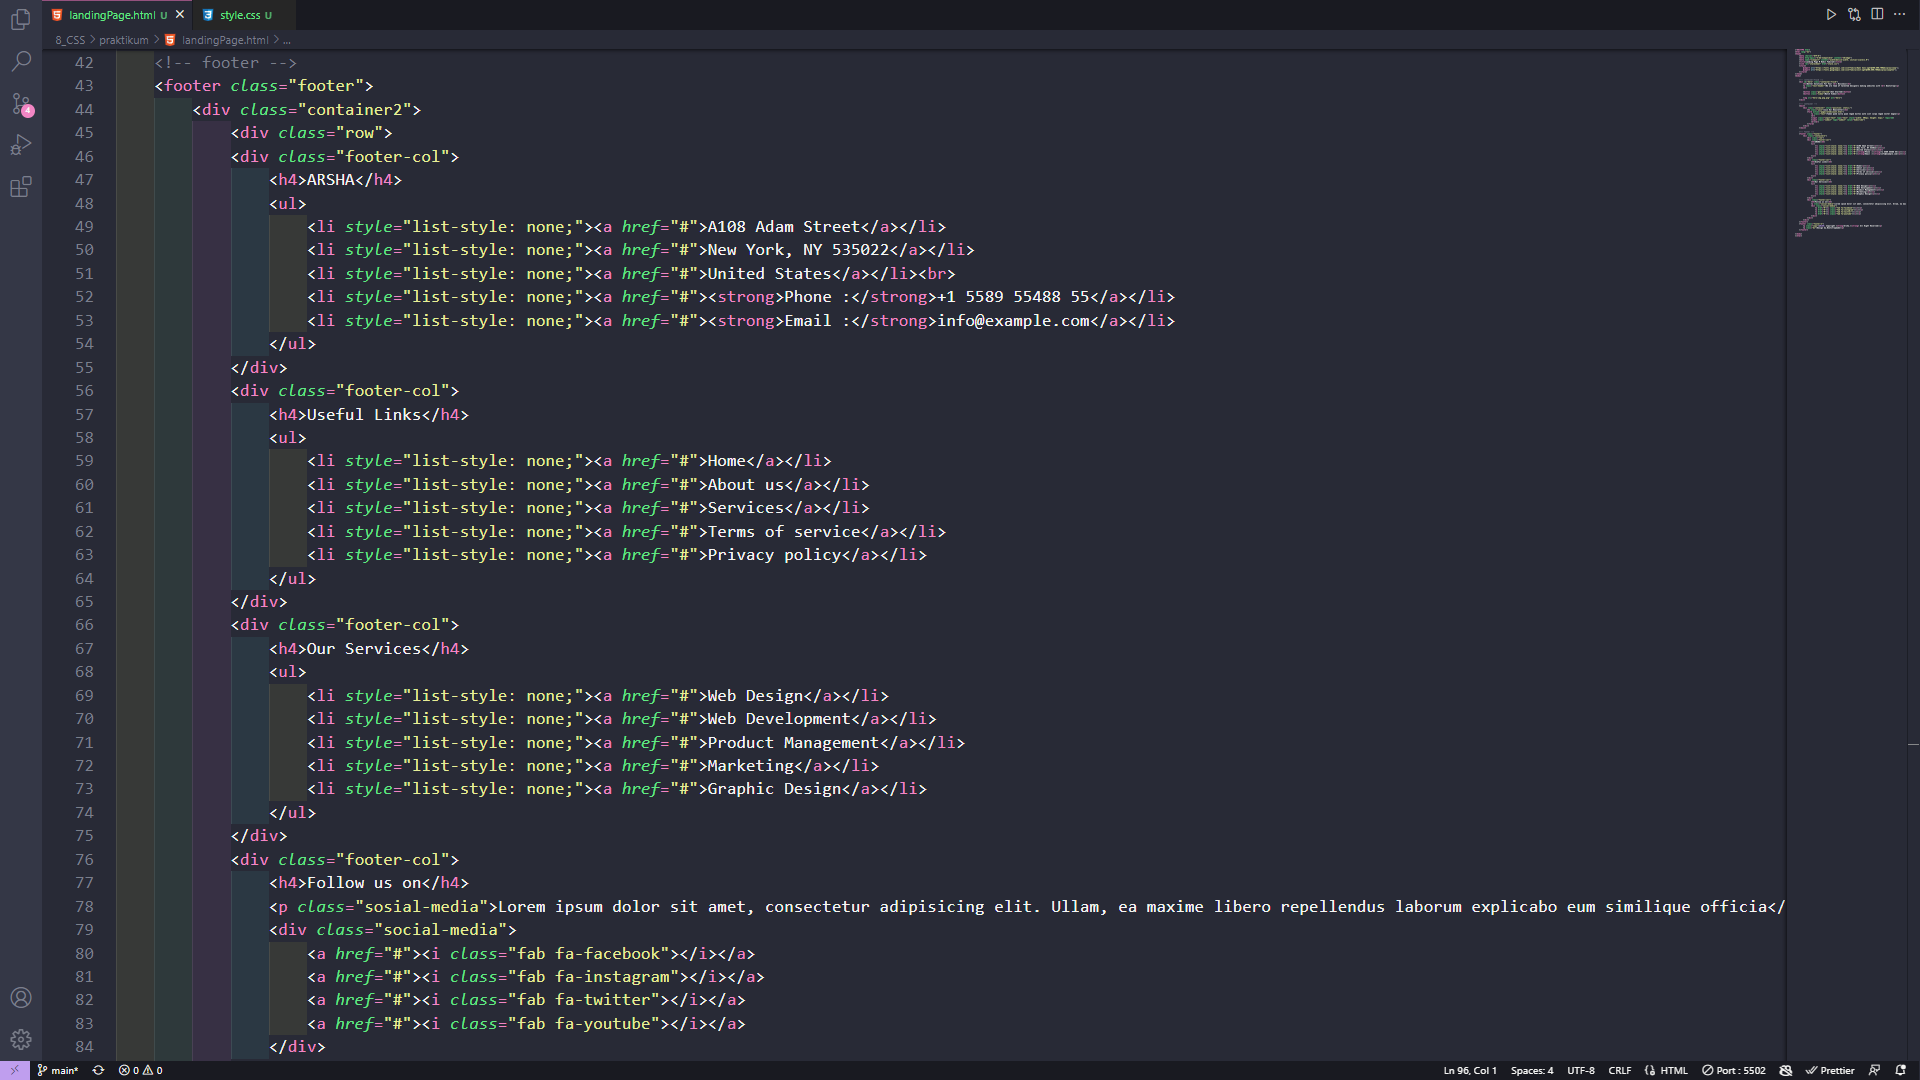 landingPage.html U
style.css U
8_CSS > praktikum > landingPage.html > ...
42 <!-- footer -->
43 <footer class="footer">
44 <div class="container2">
45 <div class="row">
46 <div class="footer-col">
47 <h4>ARSHA</h4>
48 <ul>
49 <li style="list-style: none;"><a href="#">A108 Adam Street</a></li>
50 <li style="list-style: none;"><a href="#">New York, NY 535022</a></li>
51 <li style="list-style: none;"><a href="#">United States</a></li><br>
52 <li style="list-style: none;"><a href="#"><strong>Phone :</strong>+1 5589 55488 55</a></li>
53 <li style="list-style: none;"><a href="#"><strong>Email :</strong>info@example.com</a></li>
54 </ul>
55 </div>
56 <div class="footer-col">
57 <h4>Useful Links</h4>
58 <ul>
59 <li style="list-style: none;"><a href="#">Home</a></li>
60 <li style="list-style: none;"><a href="#">About us</a></li>
61 <li style="list-style: none;"><a href="#">Services</a></li>
62 <li style="list-style: none;"><a href="#">Terms of service</a></li>
63 <li style="list-style: none;"><a href="#">Privacy policy</a></li>
64 </ul>
65 </div>
66 <div class="footer-col">
67 <h4>Our Services</h4>
68 <ul>
69 <li style="list-style: none;"><a href="#">Web Design</a></li>
70 <li style="list-style: none;"><a href="#">Web Development</a></li>
71 <li style="list-style: none;"><a href="#">Product Management</a></li>
72 <li style="list-style: none;"><a href="#">Marketing</a></li>
73 <li style="list-style: none;"><a href="#">Graphic Design</a></li>
74 </ul>
75 </div>
76 <div class="footer-col">
77 <h4>Follow us on</h4>
78 <p class="sosial-media">Lorem ipsum dolor sit amet, consectetur adipisicing elit. Ullam, ea maxime libero repellendus laborum explicabo eum similique officia</
79 <div class="social-media">
80 <a href="#"><i class="fab fa-facebook"></i></a>
81 <a href="#"><i class="fab fa-instagram"></i></a>
82 <a href="#"><i class="fab fa-twitter"></i></a>
83 <a href="#"><i class="fab fa-youtube"></i></a>
84 </div>
4
main* 0 0 Ln 96, Col 1 Spaces: 4 UTF-8 CRLF HTML Port : 5502 Prettier